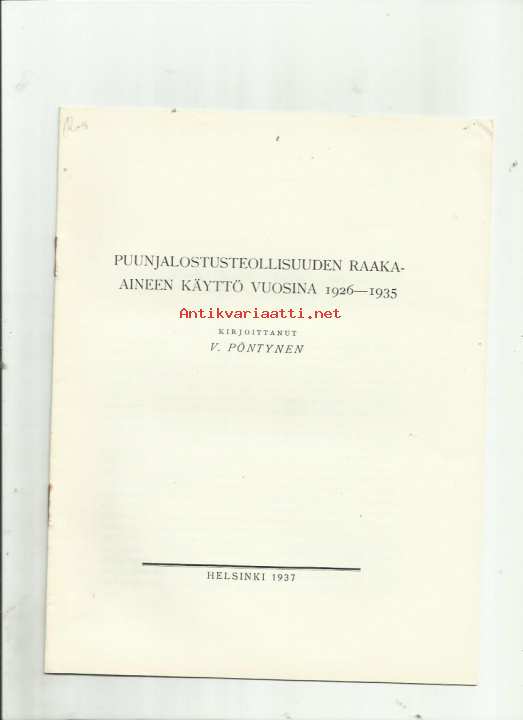 PUUNJALOSTUSTEOLLISUUDEN RAAKA-
AINEEN KÄYTTÖ VUOSINA 1926—1935
Antikvariaatti.net
KIRJOITTANUT
V. PÖNTYNEN
HELSINKI 1937